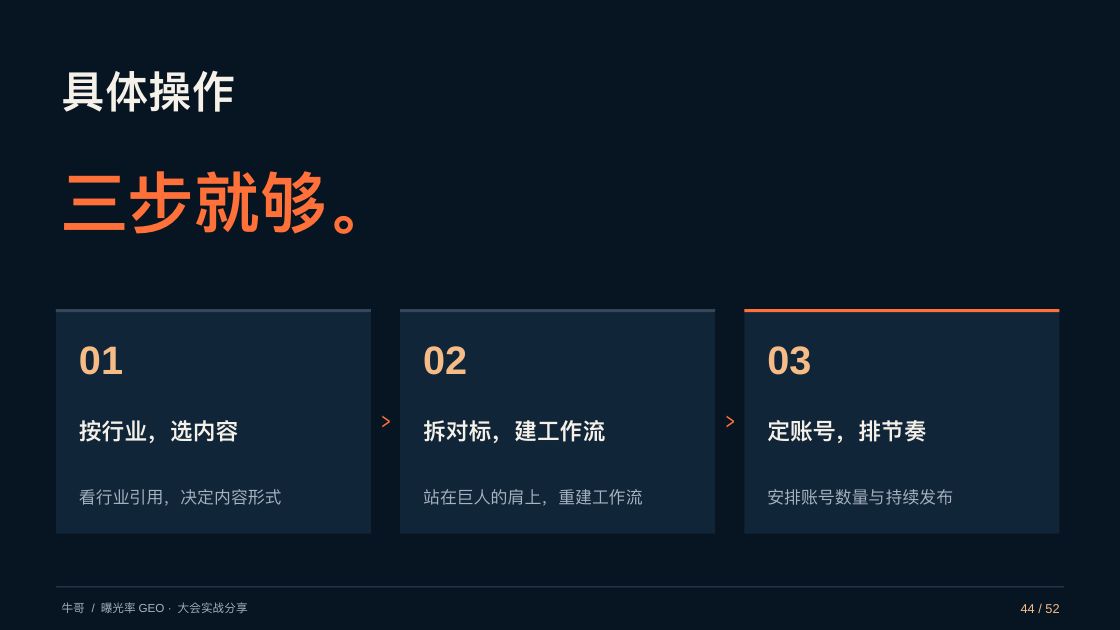 具体操作
三步就够。
01
按行业，选内容
看行业引用，决定内容形式
>
02
拆对标，建工作流
站在巨人的肩上，重建工作流
>
03
定账号，排节奏
安排账号数量与持续发布
牛哥 / 曝光率 GEO · 大会实战分享
44 / 52